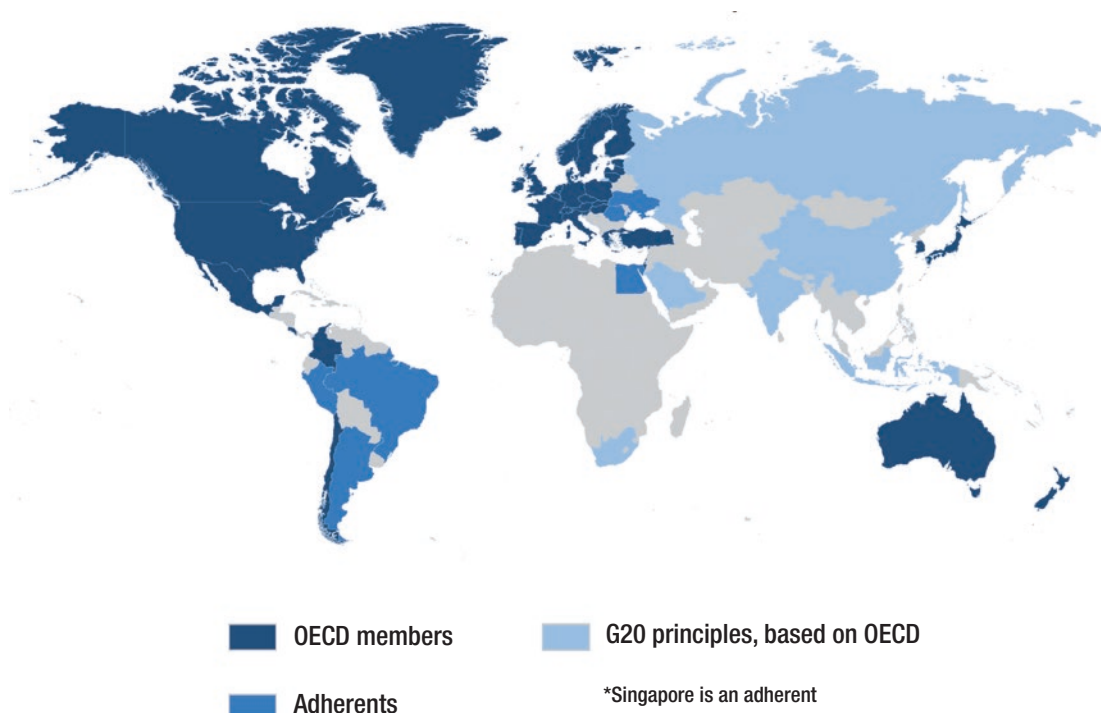 OECD members
G20 principles, based on OECD
Adherents
*Singapore is an adherent